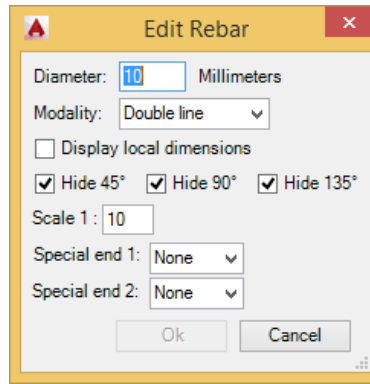 Edit Rebar
Diameter: 10 Millimeters
Modality: Double line
Display local dimensions
Hide 45° Hide 90° Hide 135°
Scale 1 : 10
Special end 1: None
Special end 2: None
Ok Cancel